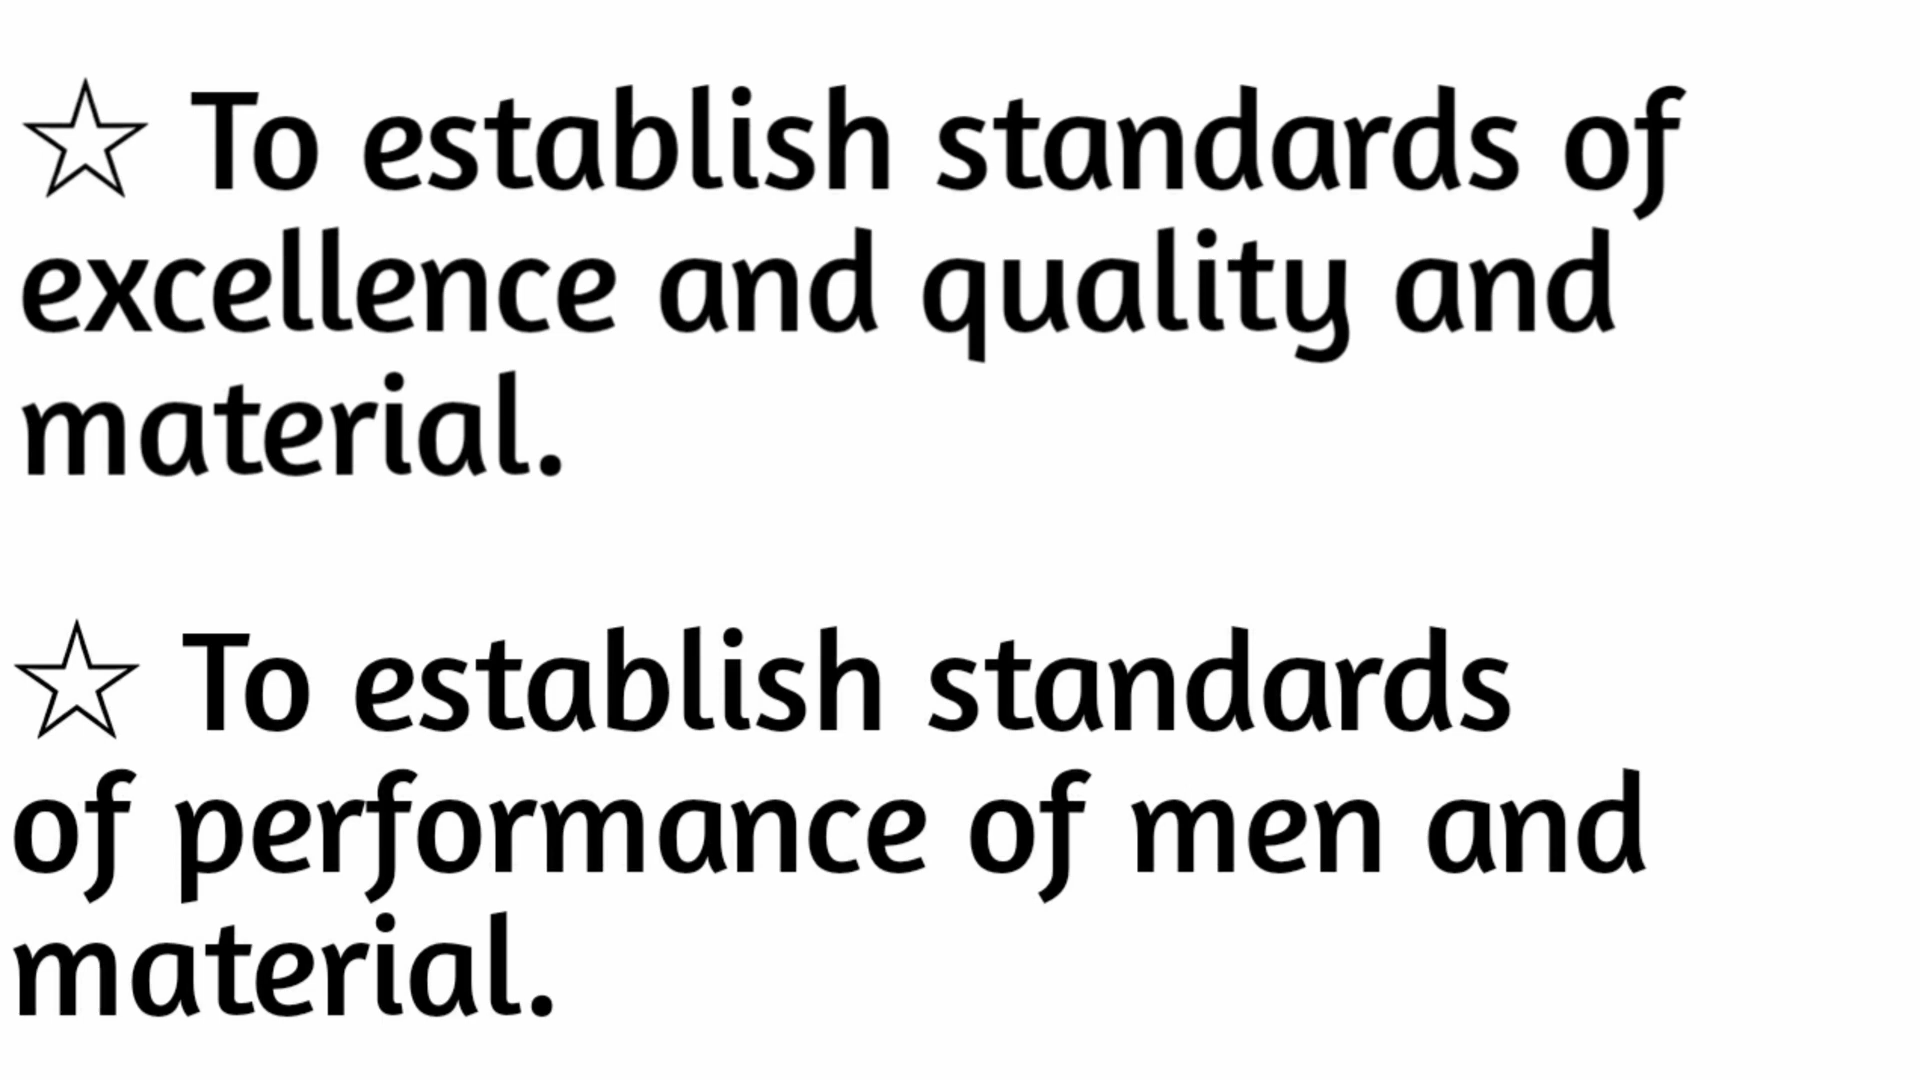 ☆ To establish standards of
excellence and quality and
material.
☆ To establish standards
of performance of men and
material.